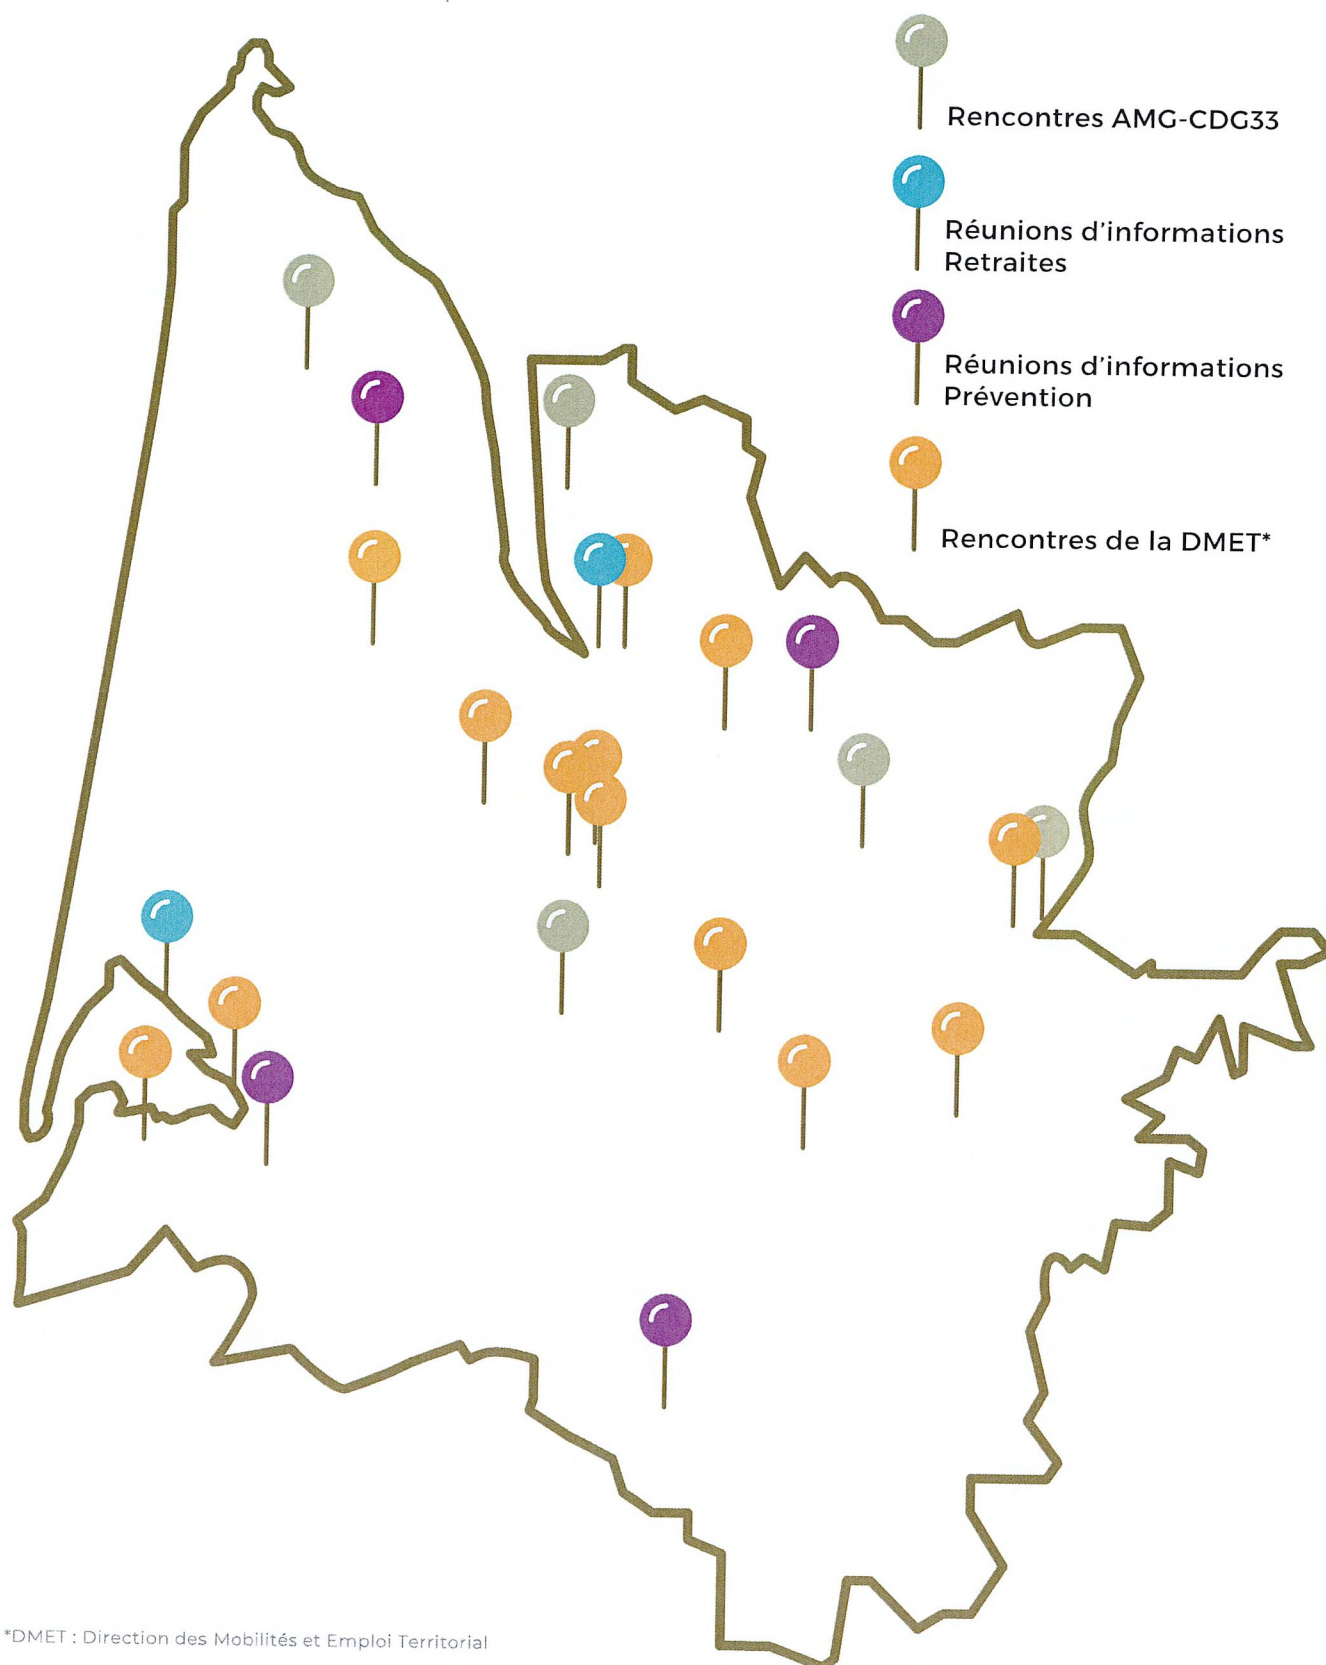 Rencontres AMG-CDG33
Réunions d'informations
Retraites
Réunions d'informations
Prévention
Rencontres de la DMET*
*DMET : Direction des Mobilités et Emploi Territorial